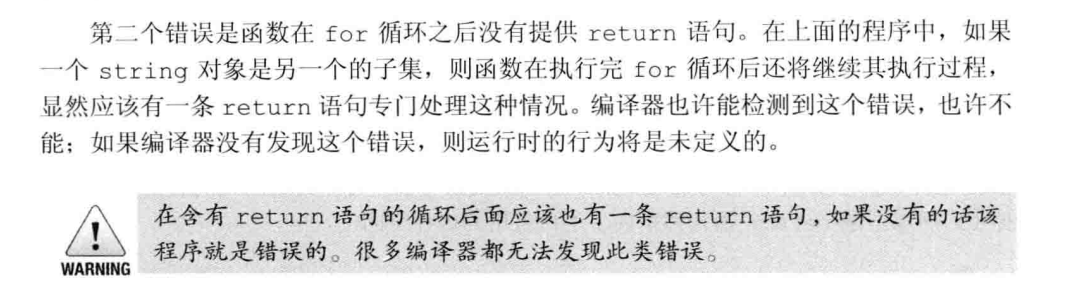 第二个错误是函数在 for 循环之后没有提供 return 语句。在上面的程序中，如果
一个 string 对象是另一个的子集，则函数在执行完 for 循环后还将继续其执行过程，
显然应该有一条 return 语句专门处理这种情况。编译器也许能检测到这个错误，也许不
能；如果编译器没有发现这个错误，则运行时的行为将是未定义的。
在含有 return 语句的循环后面应该也有一条 return 语句，如果没有的话该
程序就是错误的。很多编译器都无法发现此类错误。
WARNING